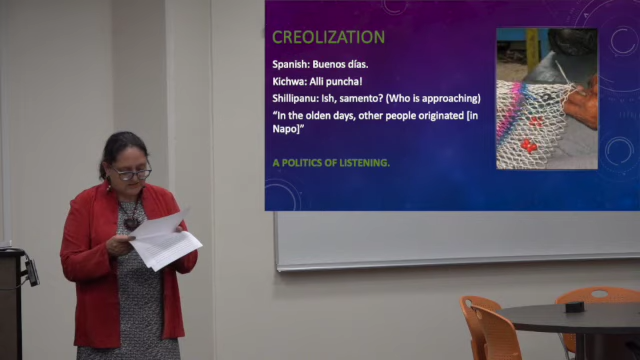 CREOLIZATION
Spanish: Buenos días.
Kichwa: Alli puncha!
Shillipanu: Ish, samento? (Who is approaching)
“In the olden days, other people originated [in
Napo]”
A POLITICS OF LISTENING.